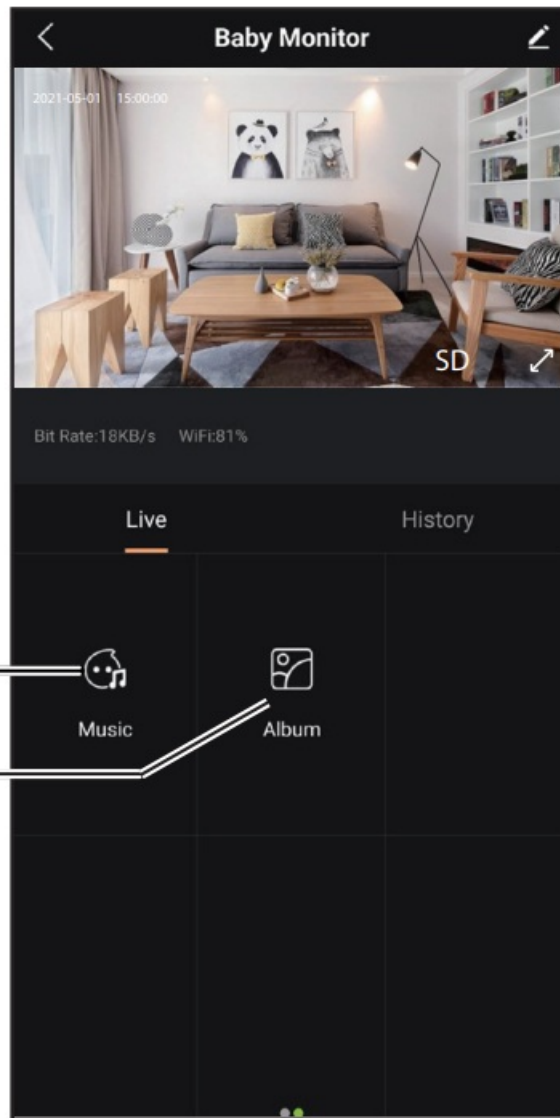 Baby Monitor
2021-05-01 15:00:00
SD
Bit Rate:18KB/s WiFi:81%
Live History
Music Album